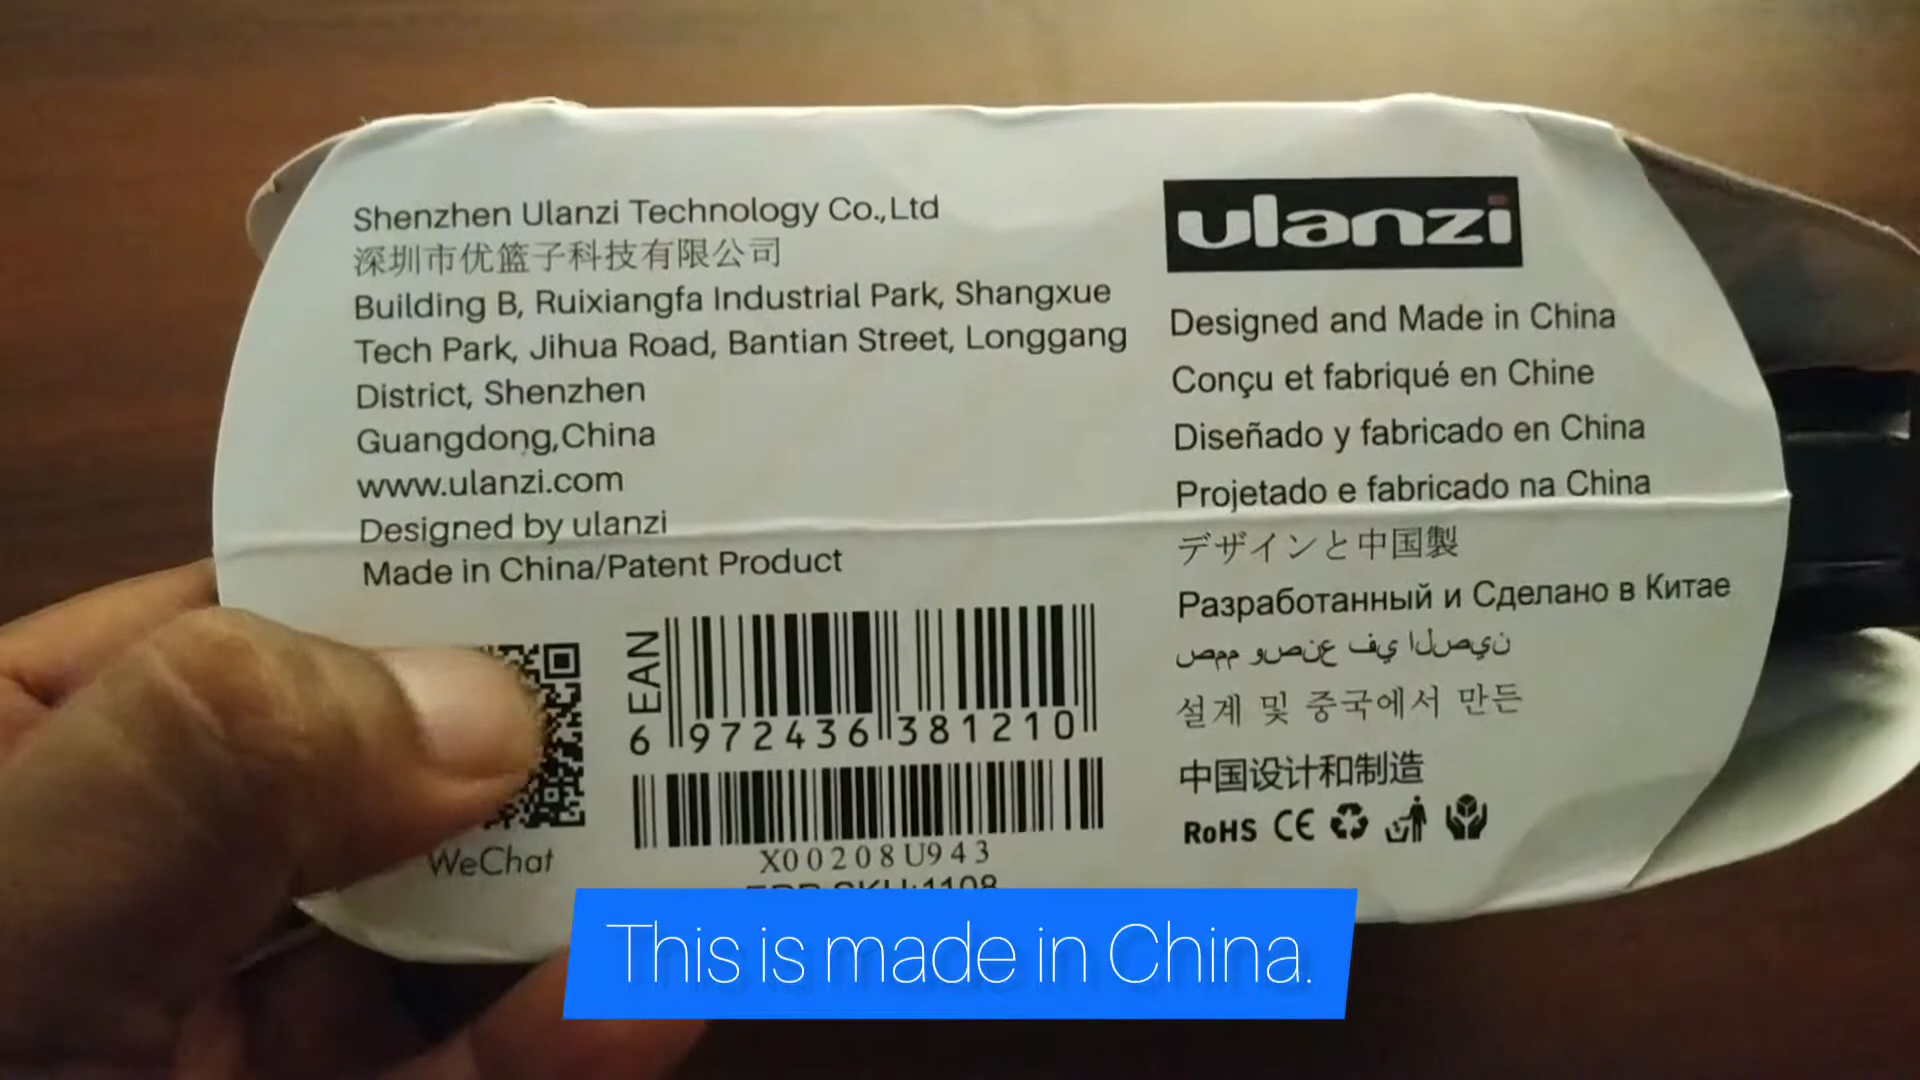 Shenzhen Ulanzi Technology Co.,Ltd
深圳市优篮子科技有限公司
Building B, Ruixiangfa Industrial Park, Shangxue
Tech Park, Jihua Road, Bantian Street, Longgang
District, Shenzhen
Guangdong,China
www.ulanzi.com
Designed by ulanzi
Made in China/Patent Product
WeChat
EAN
6 972436 381210
X00208U943
ERP SKU:1108
ulanzi
Designed and Made in China
Conçu et fabriqué en Chine
Diseñado y fabricado en China
Projetado e fabricado na China
デザインと中国製
Разработанный и Сделано в Китае
صمم وصنع في الصين
설계 및 중국에서 만든
中国设计和制造
RoHS CE
This is made in China.